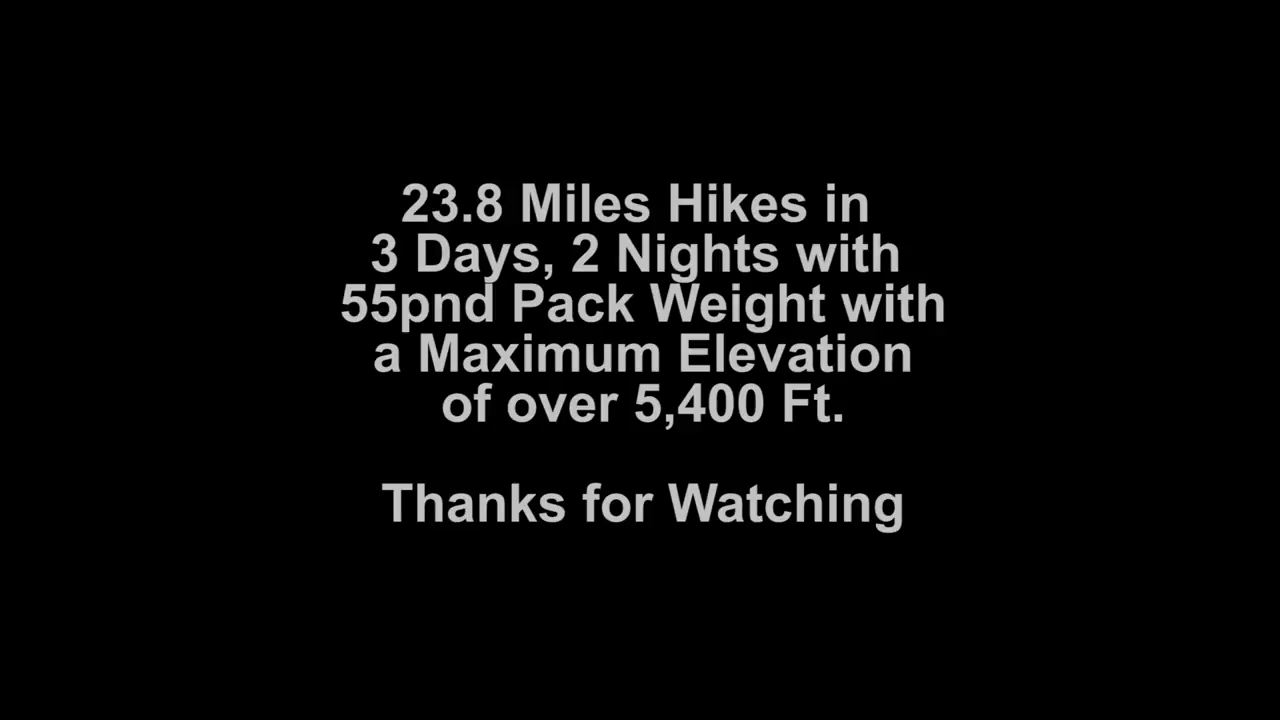 23.8 Miles Hikes in
3 Days, 2 Nights with
55pnd Pack Weight with
a Maximum Elevation
of over 5,400 Ft.
Thanks for Watching